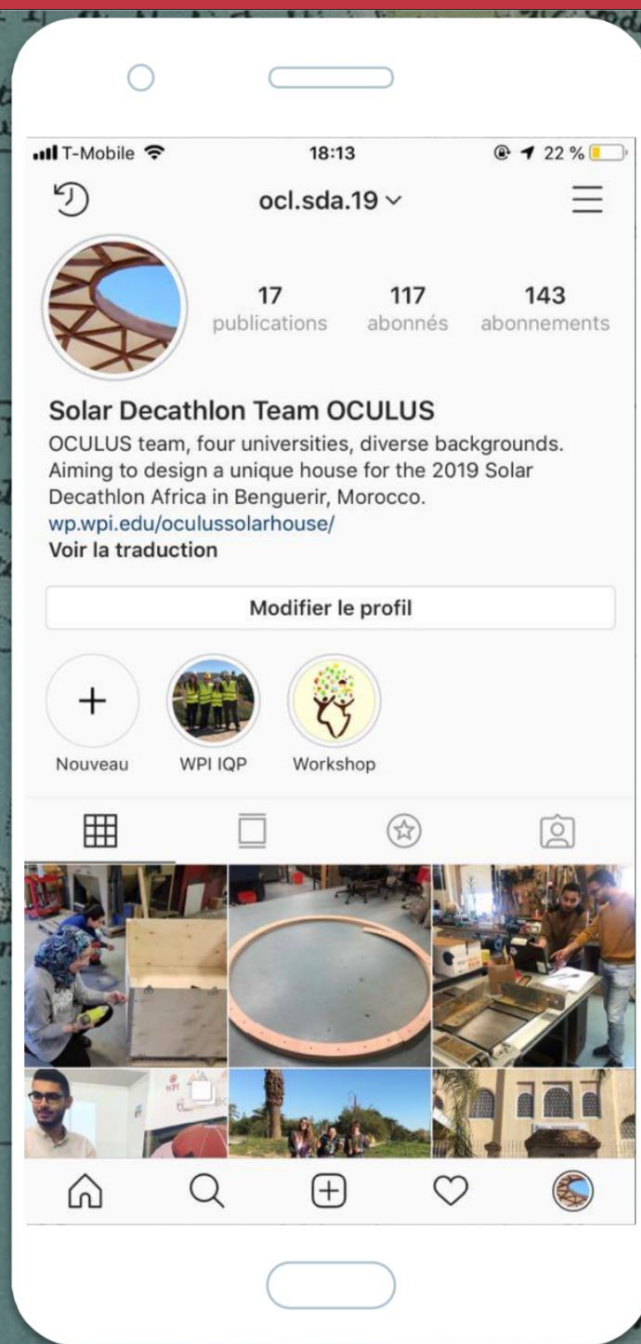 T-Mobile 18:13 22 %
ocl.sda.19
17 117 143
publications abonnés abonnements
Solar Decathlon Team OCULUS
OCULUS team, four universities, diverse backgrounds.
Aiming to design a unique house for the 2019 Solar
Decathlon Africa in Benguerir, Morocco.
wp.wpi.edu/oculussolarhouse/
Voir la traduction
Modifier le profil
Nouveau WPI IQP Workshop